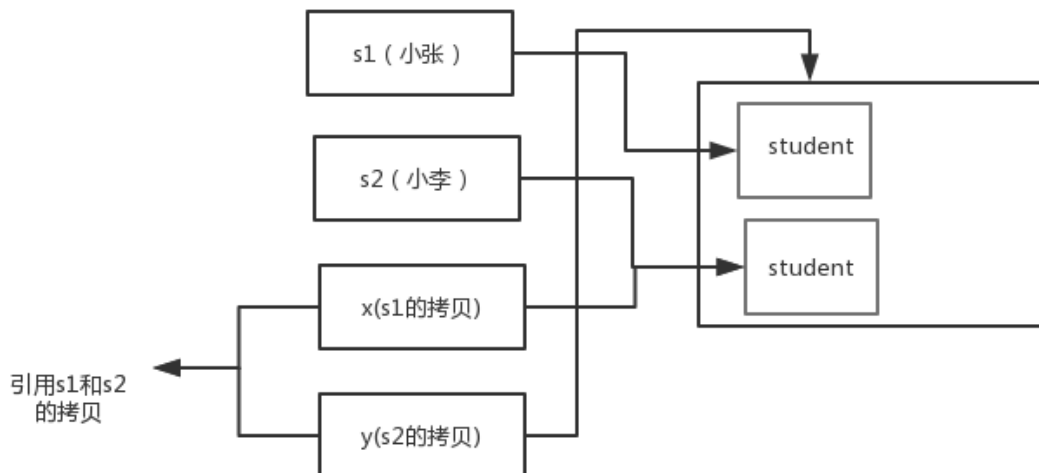 s1（小张）
student
s2（小李）
student
x(s1的拷贝)
引用s1和s2
的拷贝
y(s2的拷贝)